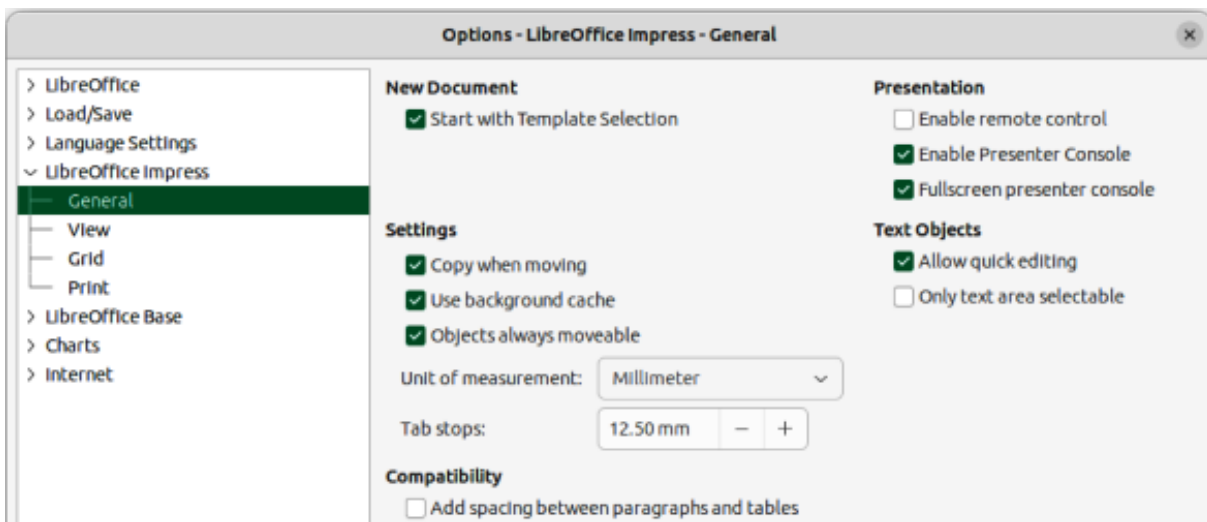 Options - LibreOffice Impress - General
LibreOffice
Load/Save
Language Settings
LibreOffice Impress
General
View
Grid
Print
LibreOffice Base
Charts
Internet
New Document
Start with Template Selection
Settings
Copy when moving
Use background cache
Objects always moveable
Unit of measurement: Millimeter
Tab stops: 12.50 mm
Compatibility
Add spacing between paragraphs and tables
Presentation
Enable remote control
Enable Presenter Console
Fullscreen presenter console
Text Objects
Allow quick editing
Only text area selectable